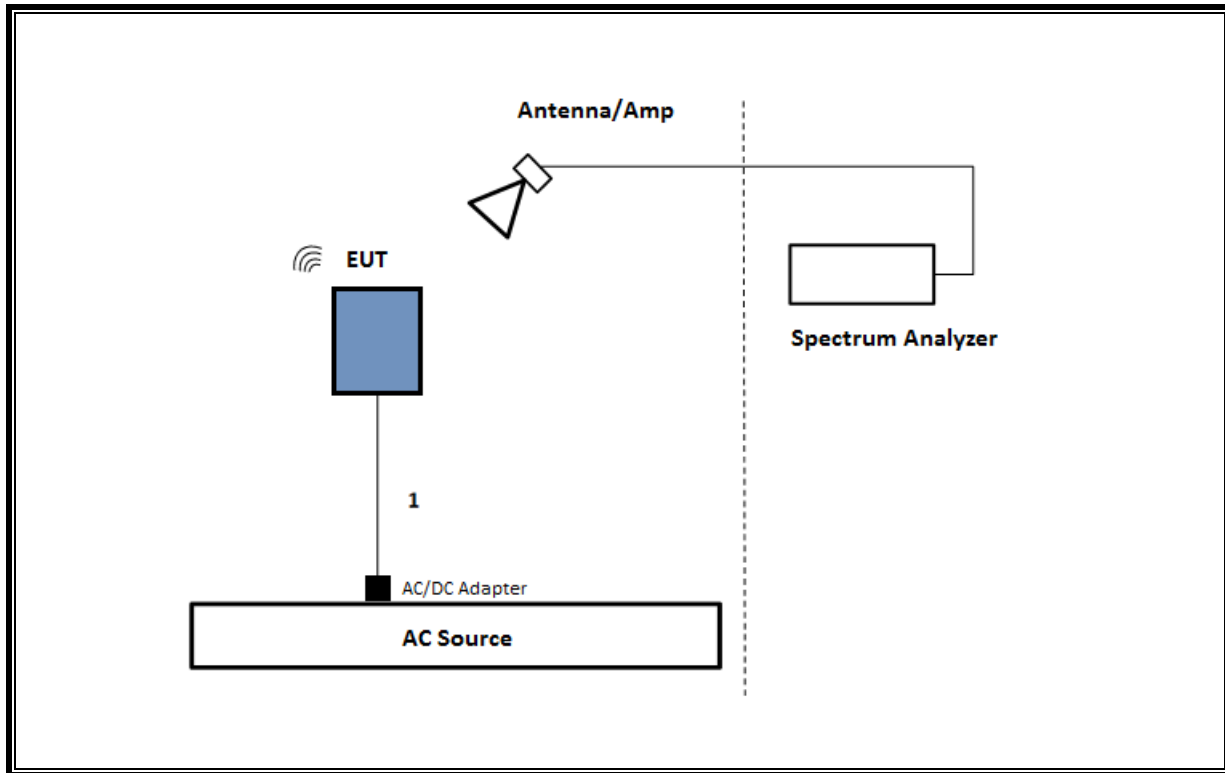 Antenna/Amp
EUT
Spectrum Analyzer
1
AC/DC Adapter
AC Source